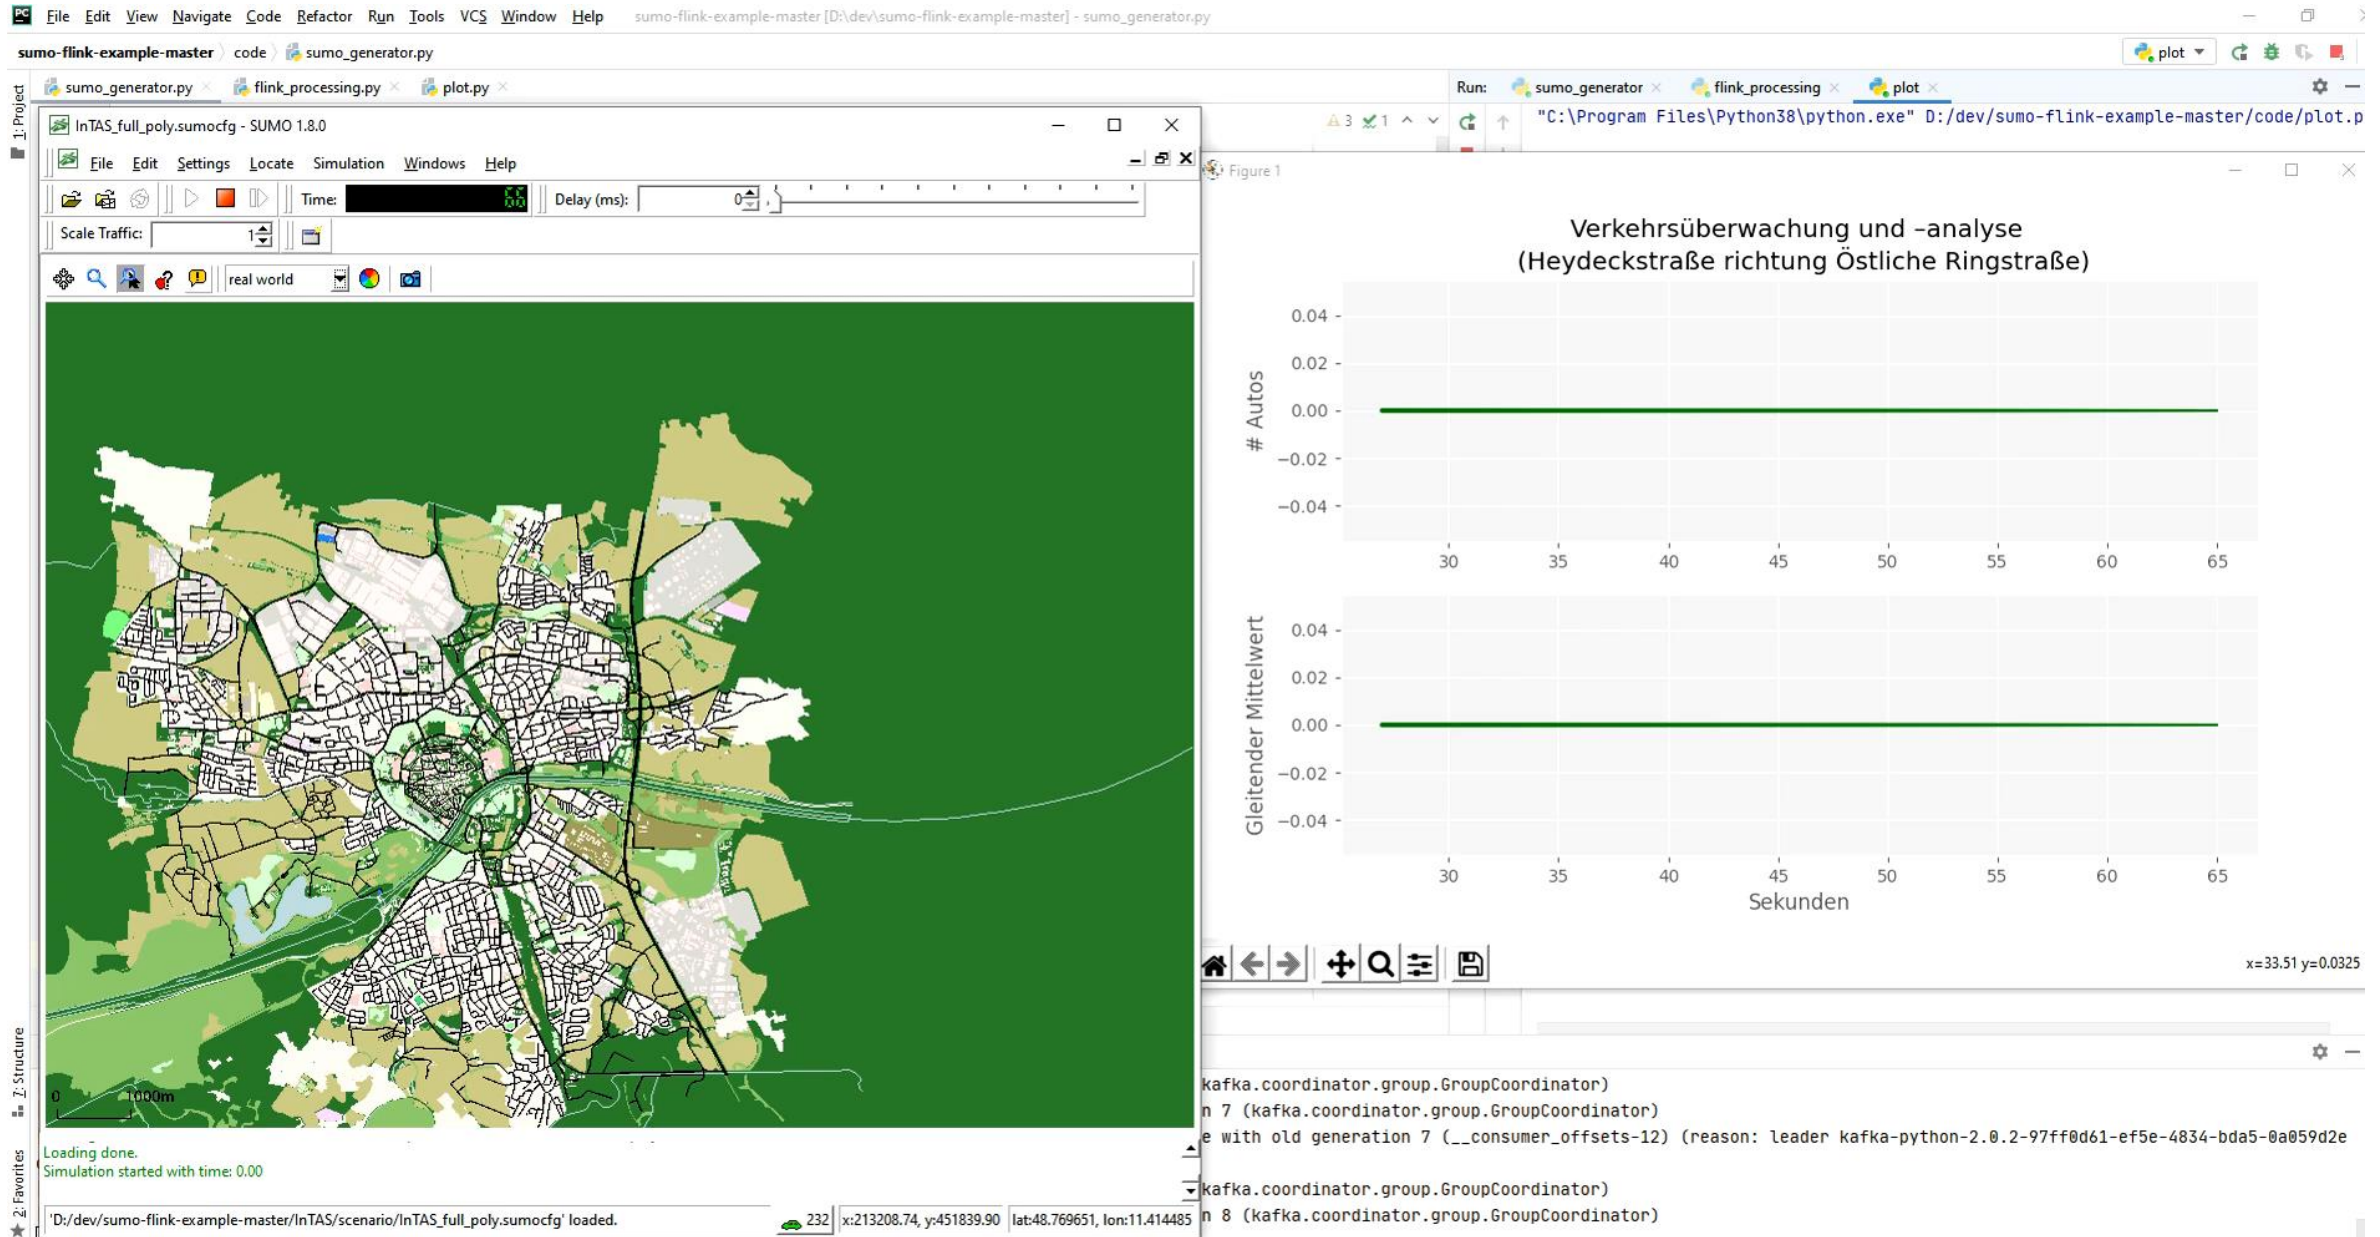 PC File Edit View Navigate Code Refactor Run Tools VCS Window Help sumo-flink-example-master [D:\dev\sumo-flink-example-master] - sumo_generator.py
sumo-flink-example-master code sumo_generator.py plot
1: Project
sumo_generator.py flink_processing.py plot.py
Run: sumo_generator flink_processing plot
3 1
"C:\Program Files\Python38\python.exe" D:/dev/sumo-flink-example-master/code/plot.p
InTAS_full_poly.sumocfg - SUMO 1.8.0
File Edit Settings Locate Simulation Windows Help
Time: 66 Delay (ms): 0
Scale Traffic: 1
real world
0 1000m
Loading done.
Simulation started with time: 0.00
'D:/dev/sumo-flink-example-master/InTAS/scenario/InTAS_full_poly.sumocfg' loaded. 232 x:213208.74, y:451839.90 lat:48.769651, lon:11.414485
Figure 1
Verkehrsüberwachung und –analyse
(Heydeckstraße richtung Östliche Ringstraße)
# Autos
0.04
0.02
0.00
−0.02
−0.04
30 35 40 45 50 55 60 65
Gleitender Mittelwert
0.04
0.02
0.00
−0.02
−0.04
30 35 40 45 50 55 60 65
Sekunden
x=33.51 y=0.0325
kafka.coordinator.group.GroupCoordinator)
n 7 (kafka.coordinator.group.GroupCoordinator)
e with old generation 7 (__consumer_offsets-12) (reason: leader kafka-python-2.0.2-97ff0d61-ef5e-4834-bda5-0a059d2e
kafka.coordinator.group.GroupCoordinator)
n 8 (kafka.coordinator.group.GroupCoordinator)
7: Structure
2: Favorites